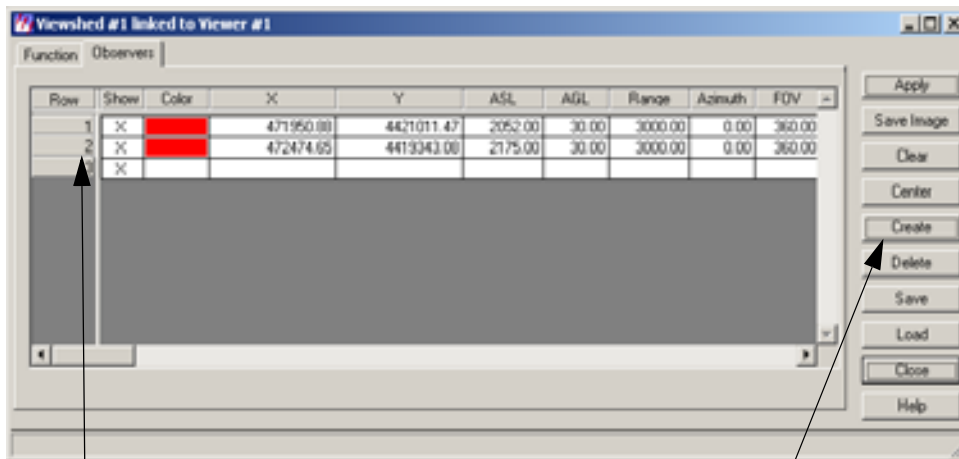 Viewshed #1 linked to Viewer #1
Function Observers
Row Show Color X Y ASL AGL Range Azimuth FOV
1 X 471950.88 4421011.47 2052.00 30.00 3000.00 0.00 360.00
2 X 472474.65 4419343.08 2175.00 30.00 3000.00 0.00 360.00
X
Apply
Save Image
Clear
Center
Create
Delete
Save
Load
Close
Help